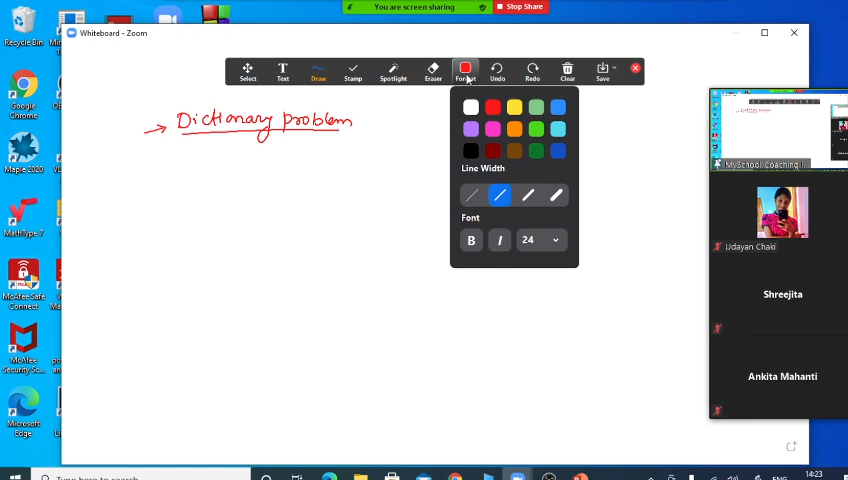 You are screen sharing
Stop Share
Recycle Bin
Whiteboard - Zoom
Select Text Draw Stamp Spotlight Eraser Format Undo Redo Clear Save
→ Dictionary problem
Line Width
Font
B I 24
Google Chrome
Maple 2020
MathType 7
McAfee Safe Connect
McAfee Security Sc...
Microsoft Edge
MySchool Coaching
Udayan Chaki
Shreejita
Ankita Mahanti
Type here to search
ENG
14:23